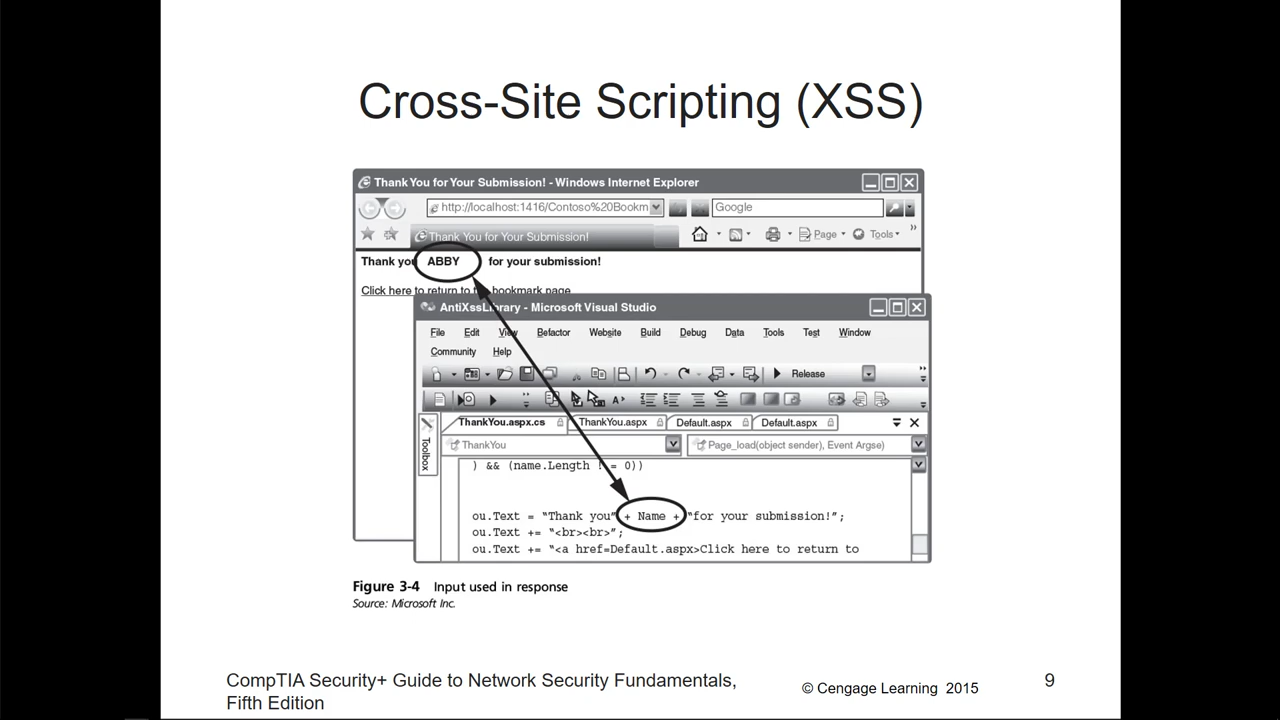 Cross-Site Scripting (XSS)
Thank You for Your Submission! - Windows Internet Explorer
http://localhost:1416/Contoso%20Bookm
Google
Thank You for Your Submission!
Page
Tools
»
Thank you ABBY for your submission!
Click here to return to the bookmark page
AntiXssLibrary - Microsoft Visual Studio
File Edit View Refactor Website Build Debug Data Tools Test Window
Community Help
Release
ThankYou.aspx.cs ThankYou.aspx Default.aspx Default.aspx
Toolbox
ThankYou
Page_load(object sender), Event Argse)
) && (name.Length ! = 0))
ou.Text = “Thank you” + Name + “for your submission!”;
ou.Text += “<br><br>”;
ou.Text += “<a href=Default.aspx>Click here to return to
Figure 3-4 Input used in response
Source: Microsoft Inc.
CompTIA Security+ Guide to Network Security Fundamentals,
Fifth Edition
© Cengage Learning 2015
9